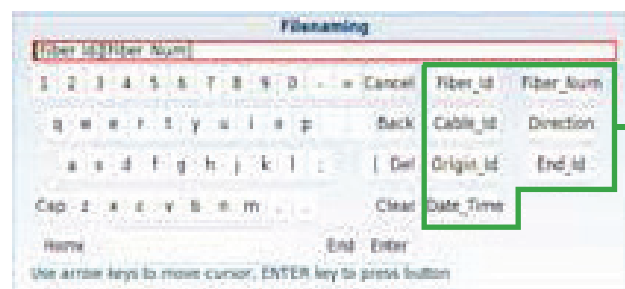 Filenaming
[Fiber Id][Fiber Num]
1 2 3 4 5 6 7 8 9 0 - = Cancel Fiber_Id Fiber_Num
q w e r t y u i o p Back Cable_Id Direction
a s d f g h j k l ; Del Origin_Id End_Id
Cap z x c v b n m , . Clear Date_Time
Home End Enter
Use arrow keys to move cursor, ENTER key to press button